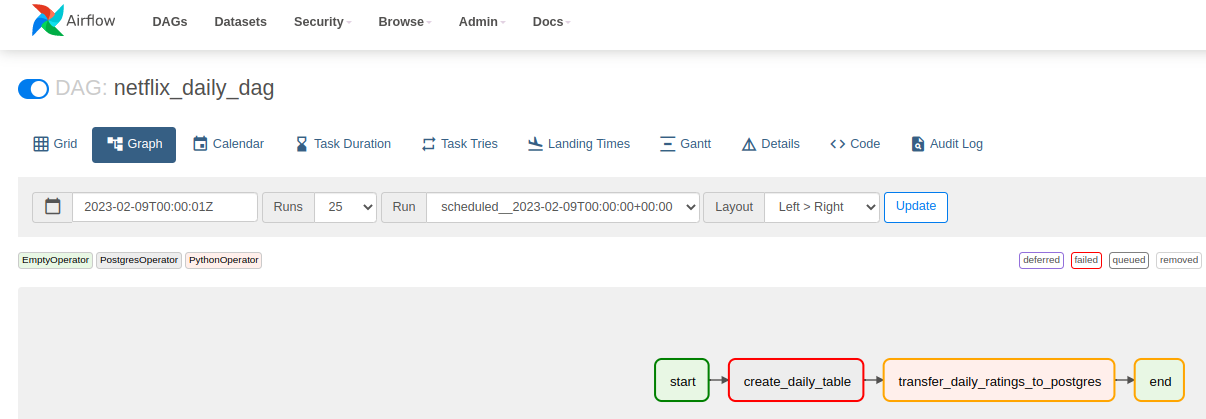 Airflow DAGs Datasets Security Browse Admin Docs
DAG: netflix_daily_dag
Grid Graph Calendar Task Duration Task Tries Landing Times Gantt Details Code Audit Log
2023-02-09T00:00:01Z Runs 25 Run scheduled__2023-02-09T00:00:00+00:00 Layout Left > Right Update
EmptyOperator PostgresOperator PythonOperator deferred failed queued removed
start create_daily_table transfer_daily_ratings_to_postgres end